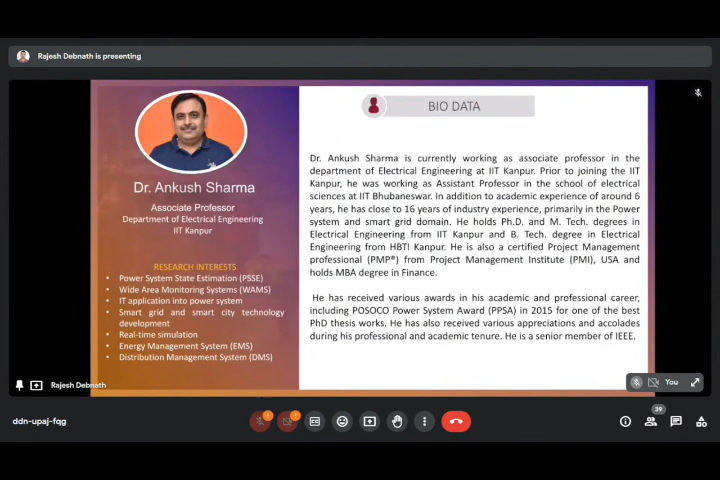 Rajesh Debnath is presenting
Dr. Ankush Sharma
Associate Professor
Department of Electrical Engineering
IIT Kanpur
RESEARCH INTERESTS
• Power System State Estimation (PSSE)
• Wide Area Monitoring Systems (WAMS)
• IT application into power system
• Smart grid and smart city technology
development
• Real-time simulation
• Energy Management System (EMS)
• Distribution Management System (DMS)
BIO DATA
Dr. Ankush Sharma is currently working as associate professor in the
department of Electrical Engineering at IIT Kanpur. Prior to joining the IIT
Kanpur, he was working as Assistant Professor in the school of electrical
sciences at IIT Bhubaneswar. In addition to academic experience of around 6
years, he has close to 16 years of industry experience, primarily in the Power
system and smart grid domain. He holds Ph.D. and M. Tech. degrees in
Electrical Engineering from IIT Kanpur and B. Tech. degree in Electrical
Engineering from HBTI Kanpur. He is also a certified Project Management
professional (PMP®) from Project Management Institute (PMI), USA and
holds MBA degree in Finance.
He has received various awards in his academic and professional career,
including POSOCO Power System Award (PPSA) in 2015 for one of the best
PhD thesis works. He has also received various appreciations and accolades
during his professional and academic tenure. He is a senior member of IEEE.
Rajesh Debnath
You
ddn-upaj-fqg
39